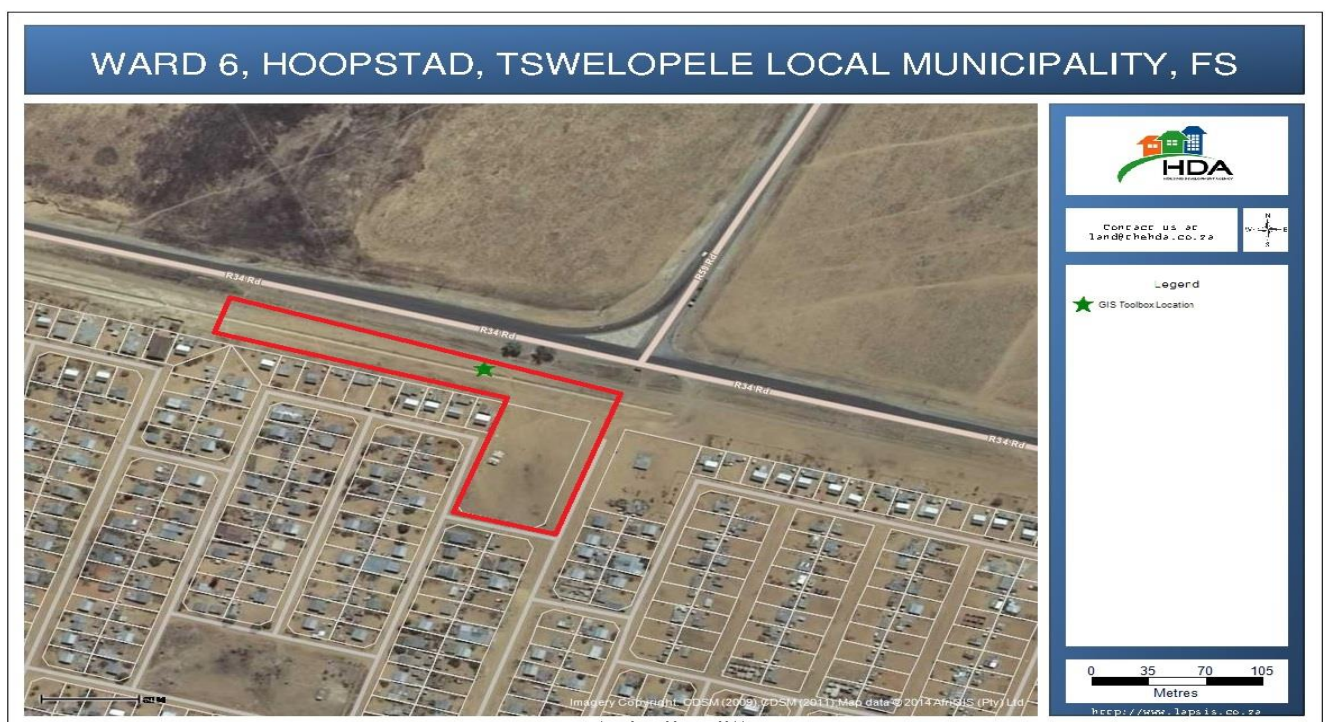 WARD 6, HOOPSTAD, TSWELOPELE LOCAL MUNICIPALITY, FS
HDA
Contact us at
land@thehda.co.za
N
W E
S
Legend
GIS Toolbox Location
R34 Rd
R59 Rd
R34 Rd
R34 Rd
R34 Rd
0 35 70 105
Metres
Imagery Copyright CDSM (2009) CDSM (2011) Map data © 2014 AfriGIS (Pty) Ltd
http://www.lapsis.co.za